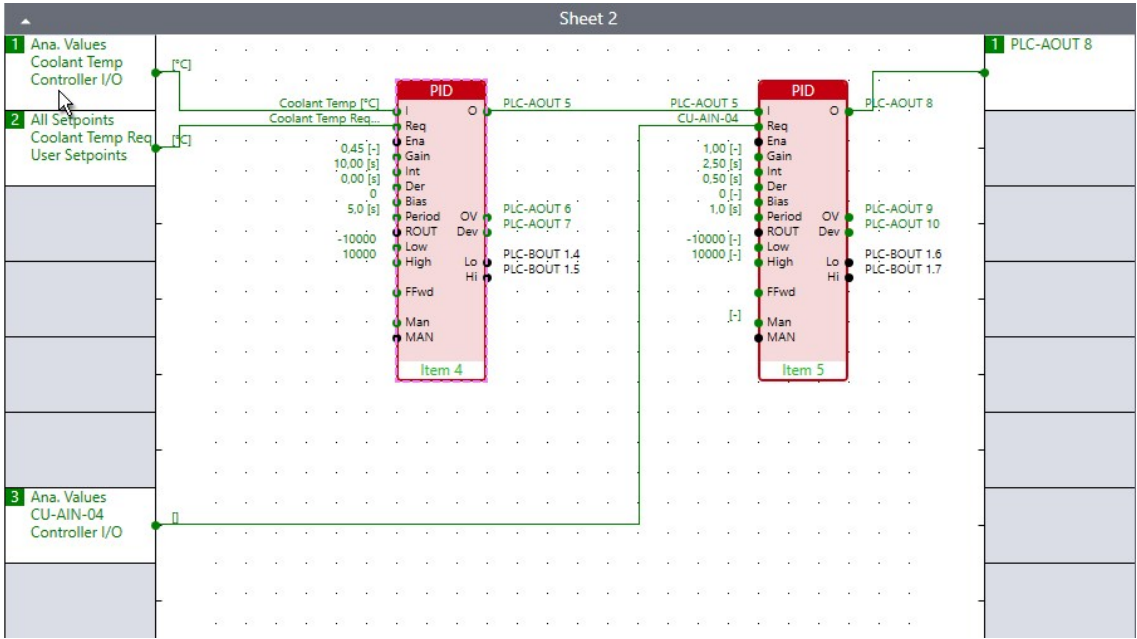 Sheet 2
1 Ana. Values
Coolant Temp
Controller I/O
[°C]
2 All Setpoints
Coolant Temp Req
User Setpoints
[°C]
3 Ana. Values
CU-AIN-04
Controller I/O
[]
Coolant Temp [°C]
Coolant Temp Req...
0,45 [-]
10,00 [s]
0,00 [s]
0
5,0 [s]
-10000
10000
PID
I O
Req
Ena
Gain
Int
Der
Bias
Period OV
ROUT Dev
Low
High Lo
Hi
FFwd
Man
MAN
Item 4
PLC-AOUT 5
PLC-AOUT 6
PLC-AOUT 7
PLC-BOUT 1.4
PLC-BOUT 1.5
PLC-AOUT 5
CU-AIN-04
1,00 [-]
2,50 [s]
0,50 [s]
0 [-]
1,0 [s]
-10000 [-]
10000 [-]
[-]
PID
I O
Req
Ena
Gain
Int
Der
Bias
Period OV
ROUT Dev
Low
High Lo
Hi
FFwd
Man
MAN
Item 5
PLC-AOUT 8
PLC-AOUT 9
PLC-AOUT 10
PLC-BOUT 1.6
PLC-BOUT 1.7
1 PLC-AOUT 8